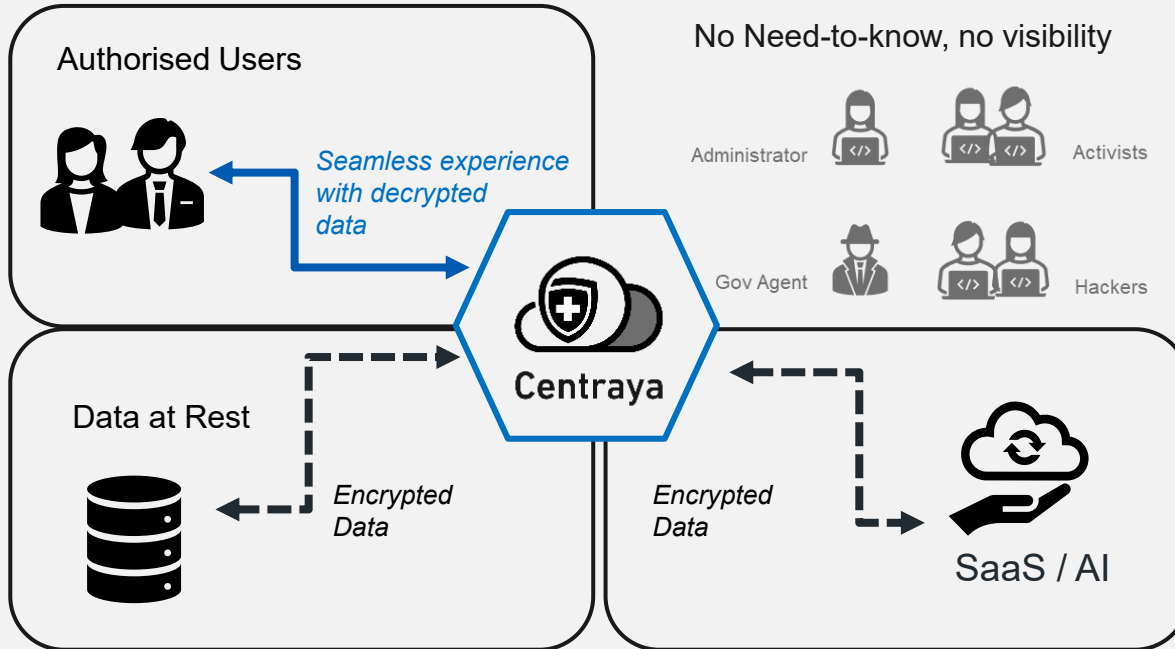 Authorised Users
No Need-to-know, no visibility
Seamless experience
with decrypted
data
Administrator
</>
</>
</>
Activists
Gov Agent
</>
</>
Hackers
Centraya
Data at Rest
Encrypted
Data
Encrypted
Data
SaaS / AI